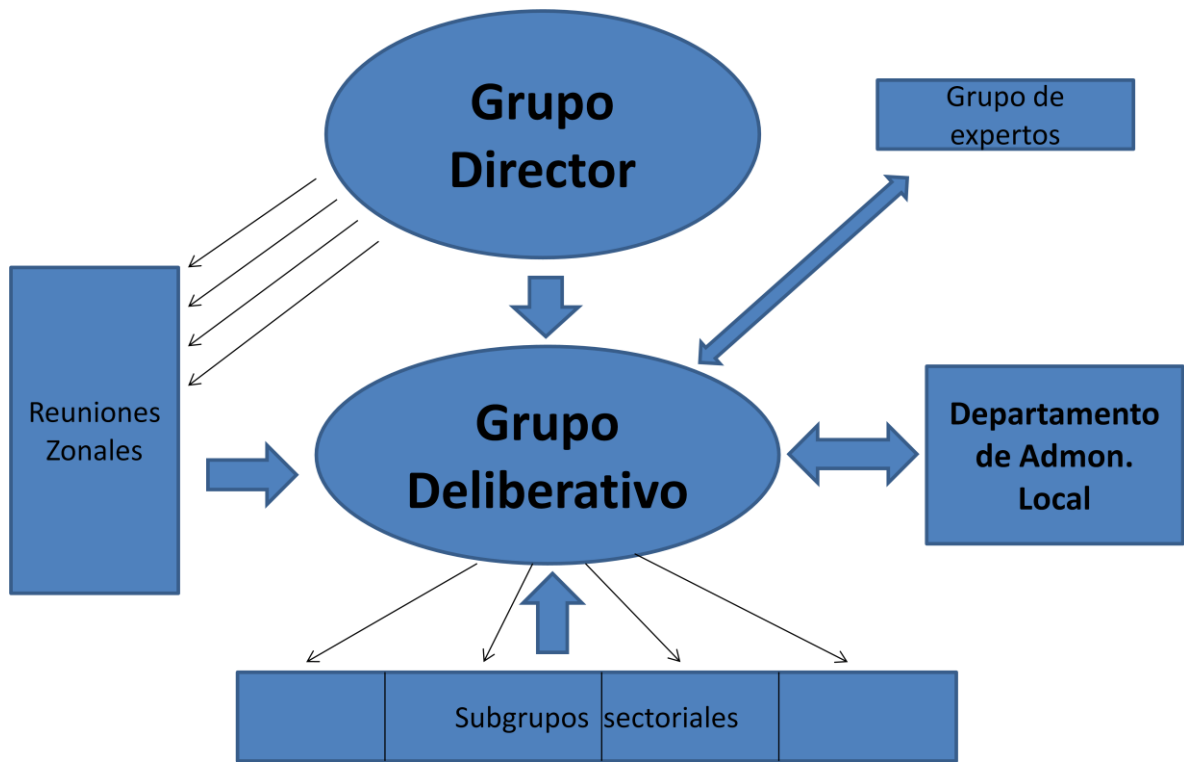 Grupo
Director
Grupo de
expertos
Reuniones
Zonales
Grupo
Deliberativo
Departamento
de Admon.
Local
Subgrupos sectoriales